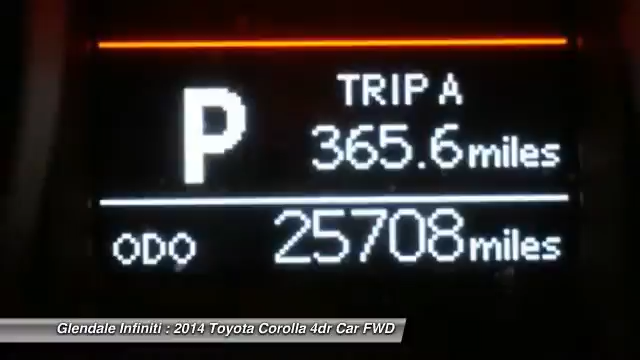 P
TRIP A
365.6 miles
ODO 25708 miles
Glendale Infiniti : 2014 Toyota Corolla 4dr Car FWD